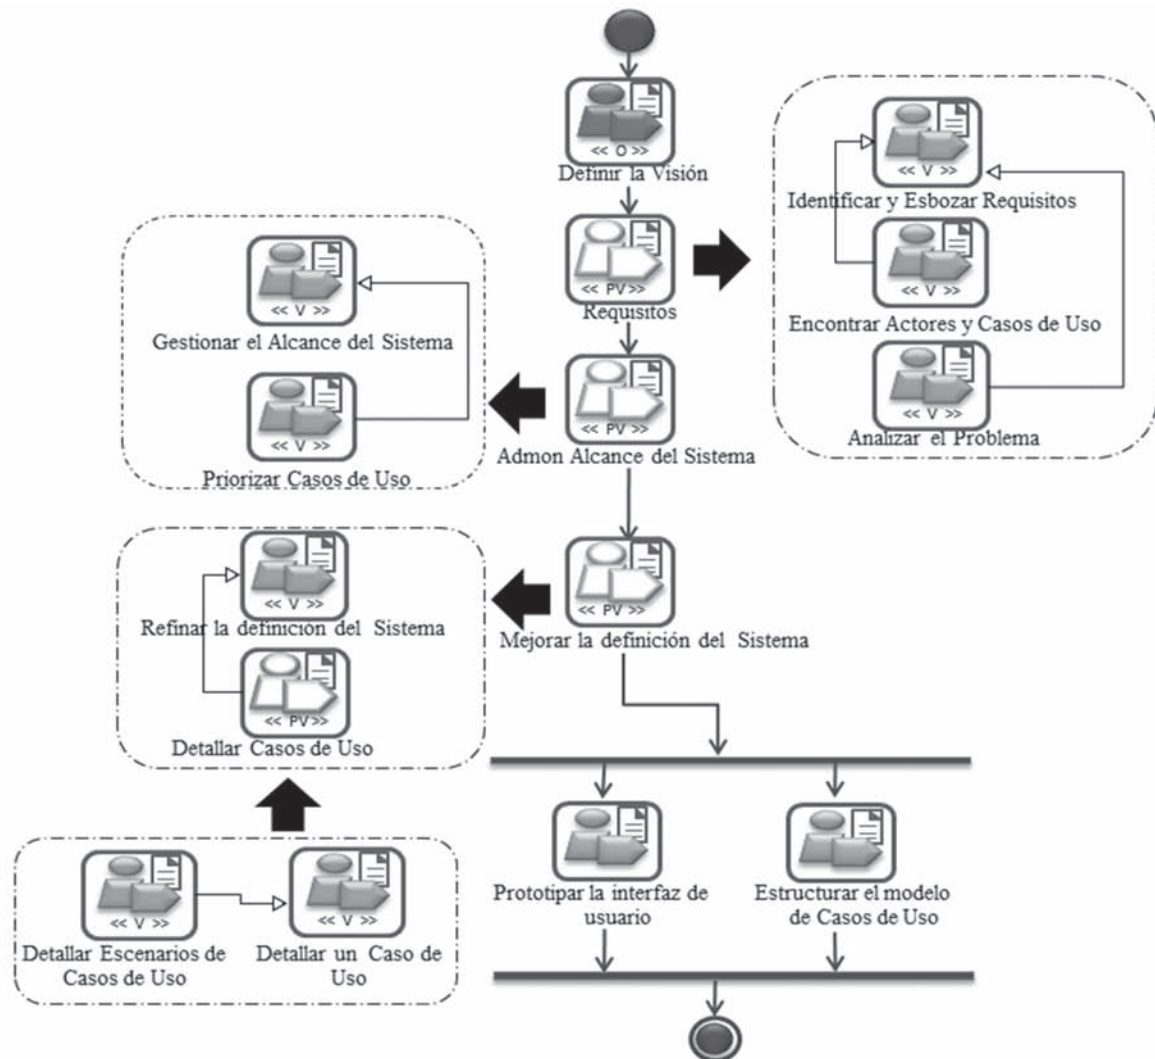 << O >>
Definir la Visión
<< PV >>
Requisitos
<< PV >>
Admon Alcance del Sistema
<< PV >>
Mejorar la definición del Sistema
<< V >>
Identificar y Esbozar Requisitos
<< V >>
Encontrar Actores y Casos de Uso
<< V >>
Analizar el Problema
<< V >>
Gestionar el Alcance del Sistema
<< V >>
Priorizar Casos de Uso
<< V >>
Refinar la definición del Sistema
<< PV >>
Detallar Casos de Uso
<< V >>
Detallar Escenarios de
Casos de Uso
<< V >>
Detallar un Caso de
Uso
Prototipar la interfaz de
usuario
Estructurar el modelo
de Casos de Uso